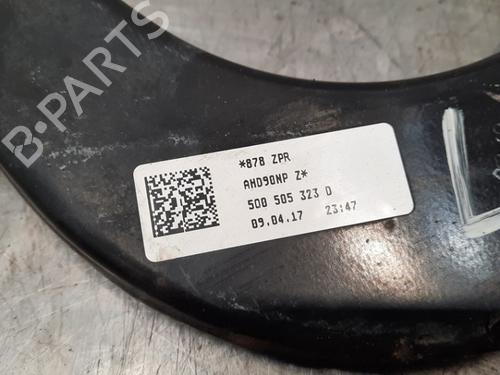 B-PARTS
*878 ZPR
AHD90NP Z*
5Q0 505 323 D
09.04.17 23:47
L